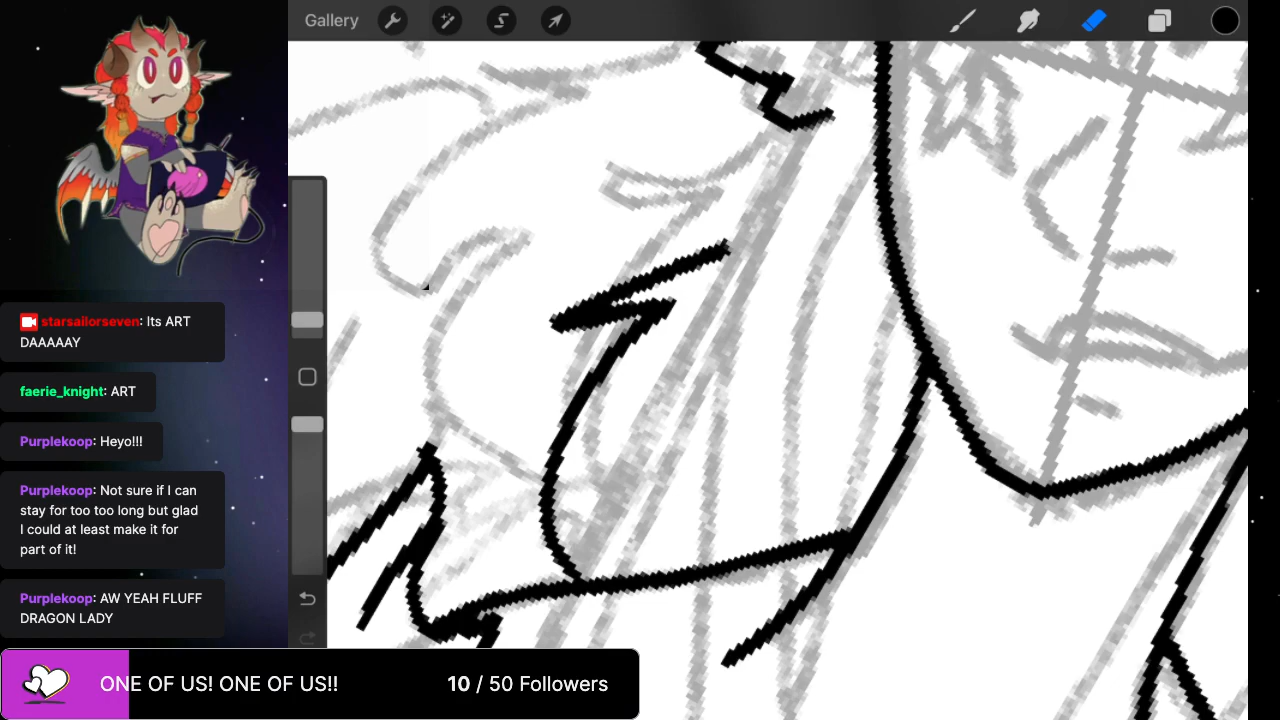 Gallery
starsailorseven: Its ART
DAAAAAY
faerie_knight: ART
Purplekoop: Heyo!!!
Purplekoop: Not sure if I can
stay for too too long but glad
I could at least make it for
part of it!
Purplekoop: AW YEAH FLUFF
DRAGON LADY
ONE OF US! ONE OF US!! 10 / 50 Followers